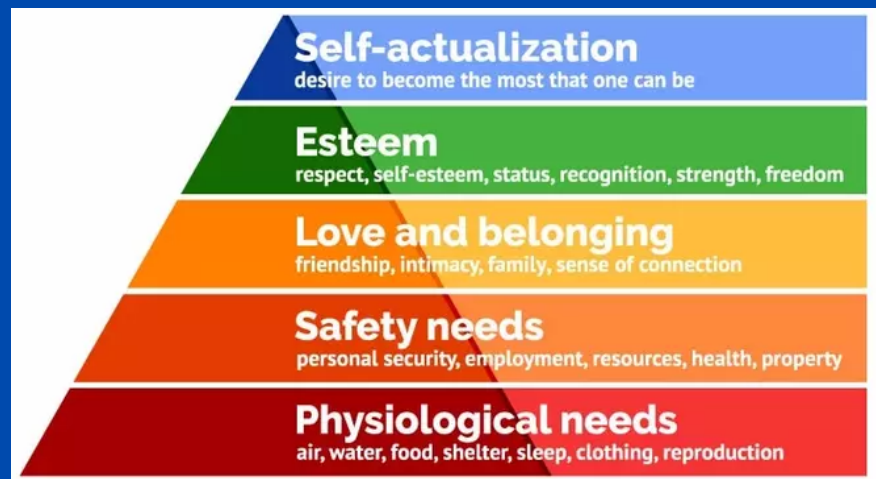 Self-actualization
desire to become the most that one can be
Esteem
respect, self-esteem, status, recognition, strength, freedom
Love and belonging
friendship, intimacy, family, sense of connection
Safety needs
personal security, employment, resources, health, property
Physiological needs
air, water, food, shelter, sleep, clothing, reproduction